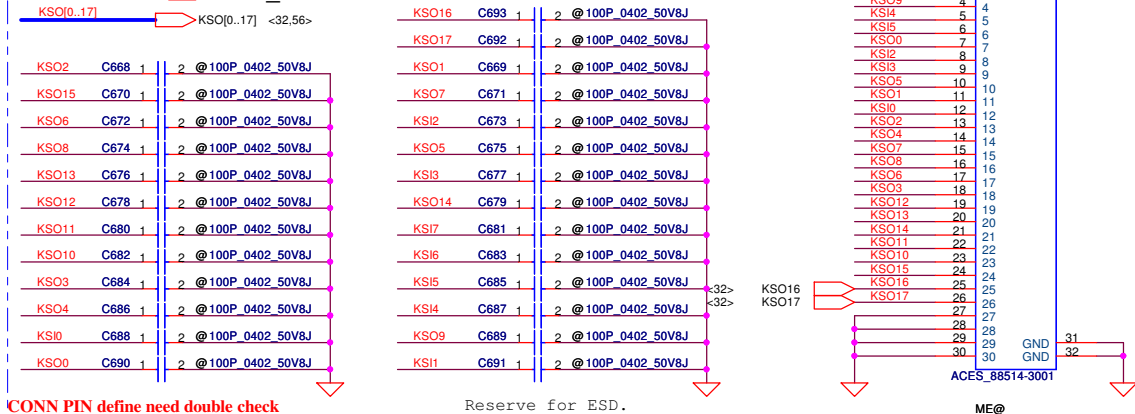 KSO[0..17] KSO[0..17] <32,56>
KSO2 C668 1 2 @100P_0402_50V8J
KSO15 C670 1 2 @100P_0402_50V8J
KSO6 C672 1 2 @100P_0402_50V8J
KSO8 C674 1 2 @100P_0402_50V8J
KSO13 C676 1 2 @100P_0402_50V8J
KSO12 C678 1 2 @100P_0402_50V8J
KSO11 C680 1 2 @100P_0402_50V8J
KSO10 C682 1 2 @100P_0402_50V8J
KSO3 C684 1 2 @100P_0402_50V8J
KSO4 C686 1 2 @100P_0402_50V8J
KSI0 C688 1 2 @100P_0402_50V8J
KSO0 C690 1 2 @100P_0402_50V8J
CONN PIN define need double check
KSO16 C693 1 2 @100P_0402_50V8J
KSO17 C692 1 2 @100P_0402_50V8J
KSO1 C669 1 2 @100P_0402_50V8J
KSO7 C671 1 2 @100P_0402_50V8J
KSI2 C673 1 2 @100P_0402_50V8J
KSO5 C675 1 2 @100P_0402_50V8J
KSI3 C677 1 2 @100P_0402_50V8J
KSO14 C679 1 2 @100P_0402_50V8J
KSI7 C681 1 2 @100P_0402_50V8J
KSI6 C683 1 2 @100P_0402_50V8J
KSI5 C685 1 2 @100P_0402_50V8J
KSI4 C687 1 2 @100P_0402_50V8J
KSO9 C689 1 2 @100P_0402_50V8J
KSI1 C691 1 2 @100P_0402_50V8J
Reserve for ESD.
KSO9 4 4
KSI4 5 5
KSI5 6 6
KSO0 7 7
KSI2 8 8
KSI3 9 9
KSO5 10 10
KSO1 11 11
KSI0 12 12
KSO2 13 13
KSO4 14 14
KSO7 15 15
KSO8 16 16
KSO6 17 17
KSO3 18 18
KSO12 19 19
KSO13 20 20
KSO14 21 21
KSO11 22 22
KSO10 23 23
KSO15 24 24
<32> KSO16 KSO16 25 25
<32> KSO17 KSO17 26 26
27 27
28 28
29 29 GND 31
30 30 GND 32
ACES_88514-3001
ME@